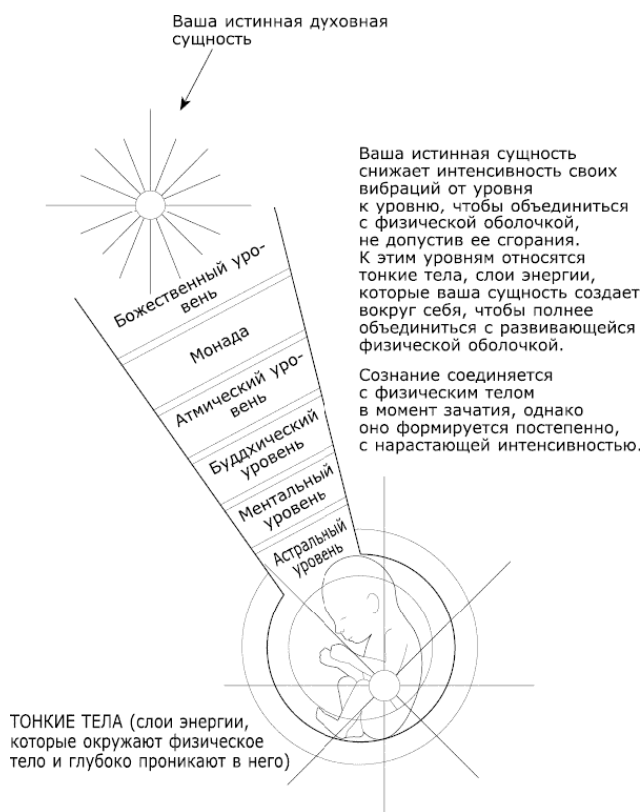 Ваша истинная духовная
сущность
Ваша истинная сущность
снижает интенсивность своих
вибраций от уровня
к уровню, чтобы объединиться
с физической оболочкой,
не допустив ее сгорания.
К этим уровням относятся
тонкие тела, слои энергии,
которые ваша сущность создает
вокруг себя, чтобы полнее
объединиться с развивающейся
физической оболочкой.
Сознание соединяется
с физическим телом
в момент зачатия, однако
оно формируется постепенно,
с нарастающей интенсивностью.
Божественный уро-
вень
Монада
Атмический уро-
вень
Буддхический
уровень
Ментальный
уровень
Астральный
уровень
ТОНКИЕ ТЕЛА (слои энергии,
которые окружают физическое
тело и глубоко проникают в него)